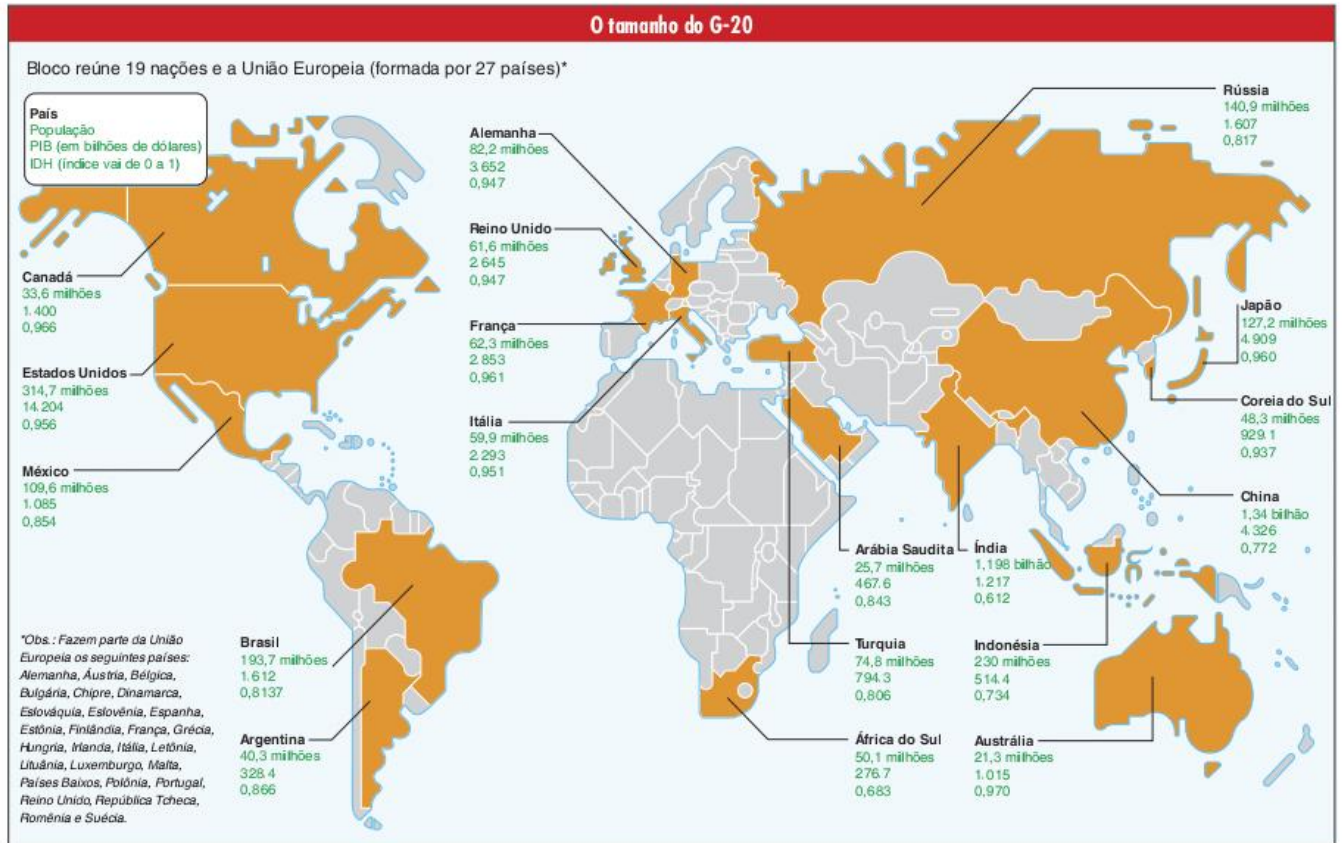 O tamanho do G-20
Bloco reúne 19 nações e a União Europeia (formada por 27 países)*
País
População
PIB (em bilhões de dólares)
IDH (índice vai de 0 a 1)
Canadá
33,6 milhões
1.400
0,966
Estados Unidos
314,7 milhões
14.204
0,956
México
109,6 milhões
1.085
0,854
Alemanha
82,2 milhões
3.652
0,947
Reino Unido
61,6 milhões
2.645
0,947
França
62,3 milhões
2.853
0,961
Itália
59,9 milhões
2.293
0,951
Rússia
140,9 milhões
1.607
0,817
Japão
127,2 milhões
4.909
0,960
Coreia do Sul
48,3 milhões
929.1
0,937
China
1,34 bilhão
4.326
0,772
Arábia Saudita
25,7 milhões
467.6
0,843
Índia
1,198 bilhão
1.217
0,612
Turquia
74,8 milhões
794.3
0,806
Indonésia
230 milhões
514.4
0,734
África do Sul
50,1 milhões
276.7
0,683
Austrália
21,3 milhões
1.015
0,970
Brasil
193,7 milhões
1.612
0,8137
Argentina
40,3 milhões
328.4
0,866
*Obs.: Fazem parte da União
Europeia os seguintes países:
Alemanha, Áustria, Bélgica,
Bulgária, Chipre, Dinamarca,
Eslováquia, Eslovênia, Espanha,
Estônia, Finlândia, França, Grécia,
Hungria, Irlanda, Itália, Letônia,
Lituânia, Luxemburgo, Malta,
Países Baixos, Polônia, Portugal,
Reino Unido, República Tcheca,
Romênia e Suécia.